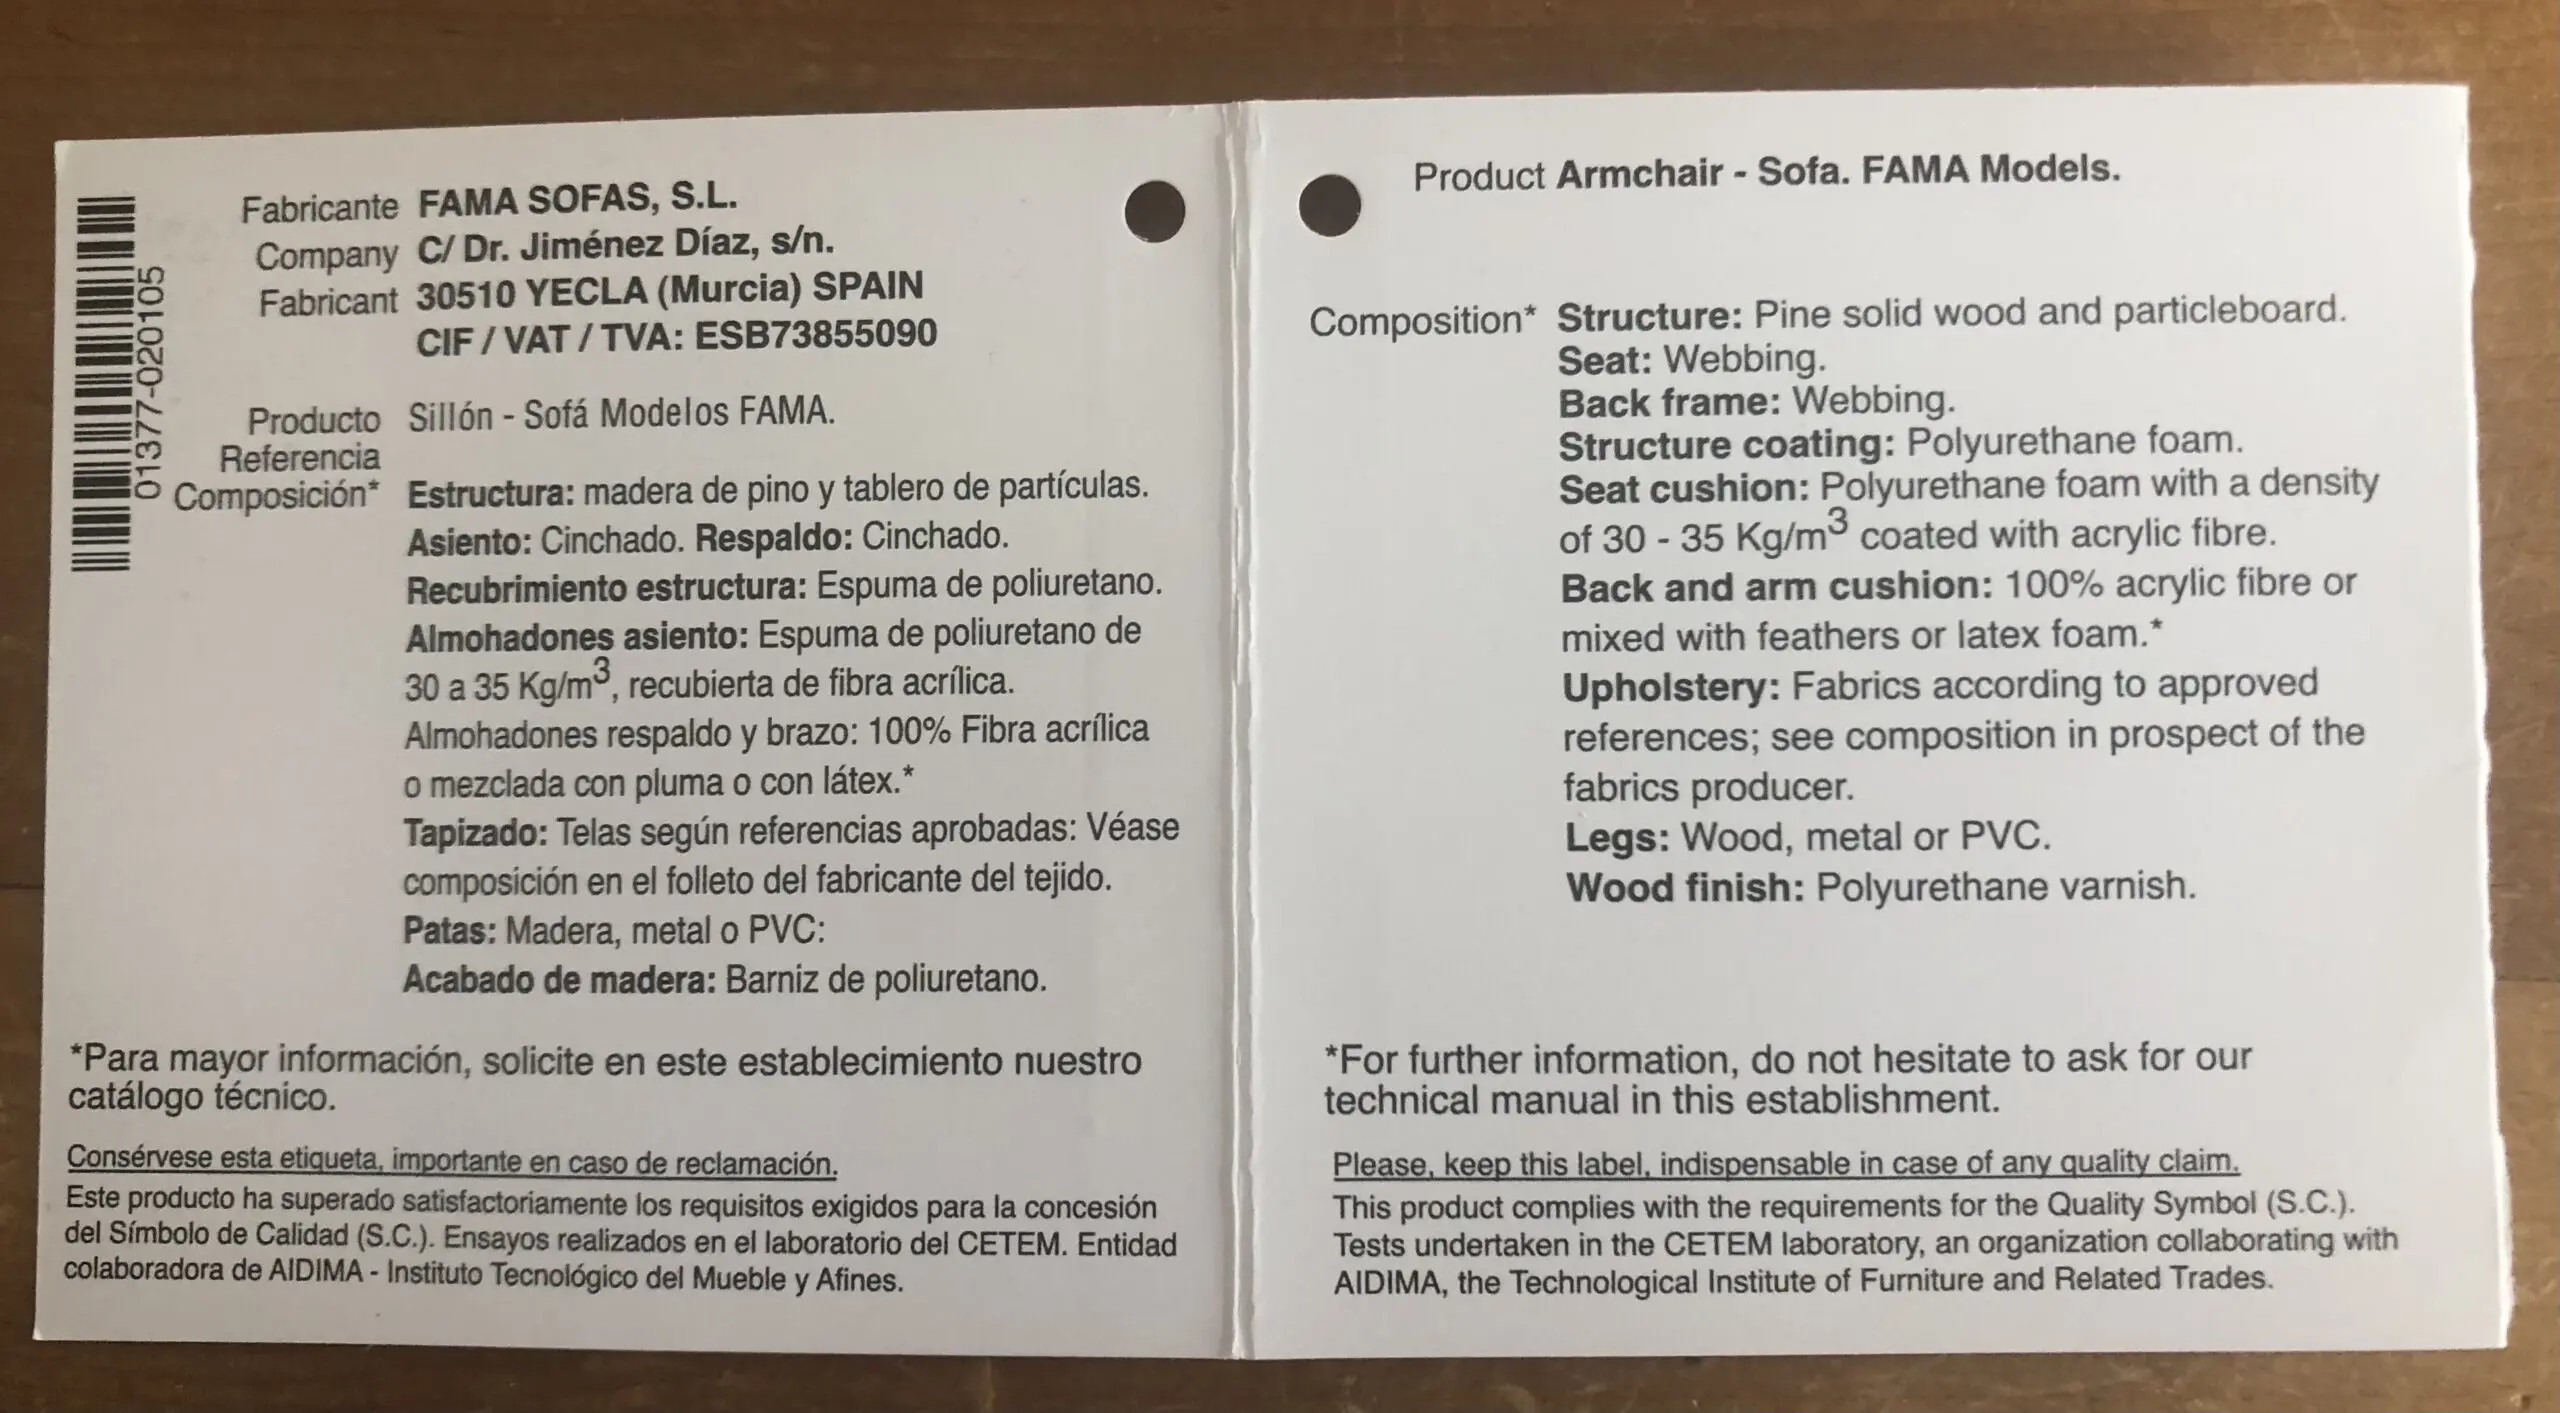 01377-020105
Fabricante FAMA SOFAS, S.L.
Company C/ Dr. Jiménez Díaz, s/n.
Fabricant 30510 YECLA (Murcia) SPAIN
CIF / VAT / TVA: ESB73855090
Producto Sillón - Sofá Modelos FAMA.
Referencia
Composición* Estructura: madera de pino y tablero de partículas.
Asiento: Cinchado. Respaldo: Cinchado.
Recubrimiento estructura: Espuma de poliuretano.
Almohadones asiento: Espuma de poliuretano de
30 a 35 Kg/m³, recubierta de fibra acrílica.
Almohadones respaldo y brazo: 100% Fibra acrílica
o mezclada con pluma o con látex.*
Tapizado: Telas según referencias aprobadas: Véase
composición en el folleto del fabricante del tejido.
Patas: Madera, metal o PVC:
Acabado de madera: Barniz de poliuretano.
*Para mayor información, solicite en este establecimiento nuestro
catálogo técnico.
Consérvese esta etiqueta, importante en caso de reclamación.
Este producto ha superado satisfactoriamente los requisitos exigidos para la concesión
del Símbolo de Calidad (S.C.). Ensayos realizados en el laboratorio del CETEM. Entidad
colaboradora de AIDIMA - Instituto Tecnológico del Mueble y Afines.
Product Armchair - Sofa. FAMA Models.
Composition* Structure: Pine solid wood and particleboard.
Seat: Webbing.
Back frame: Webbing.
Structure coating: Polyurethane foam.
Seat cushion: Polyurethane foam with a density
of 30 - 35 Kg/m³ coated with acrylic fibre.
Back and arm cushion: 100% acrylic fibre or
mixed with feathers or latex foam.*
Upholstery: Fabrics according to approved
references; see composition in prospect of the
fabrics producer.
Legs: Wood, metal or PVC.
Wood finish: Polyurethane varnish.
*For further information, do not hesitate to ask for our
technical manual in this establishment.
Please, keep this label, indispensable in case of any quality claim.
This product complies with the requirements for the Quality Symbol (S.C.).
Tests undertaken in the CETEM laboratory, an organization collaborating with
AIDIMA, the Technological Institute of Furniture and Related Trades.